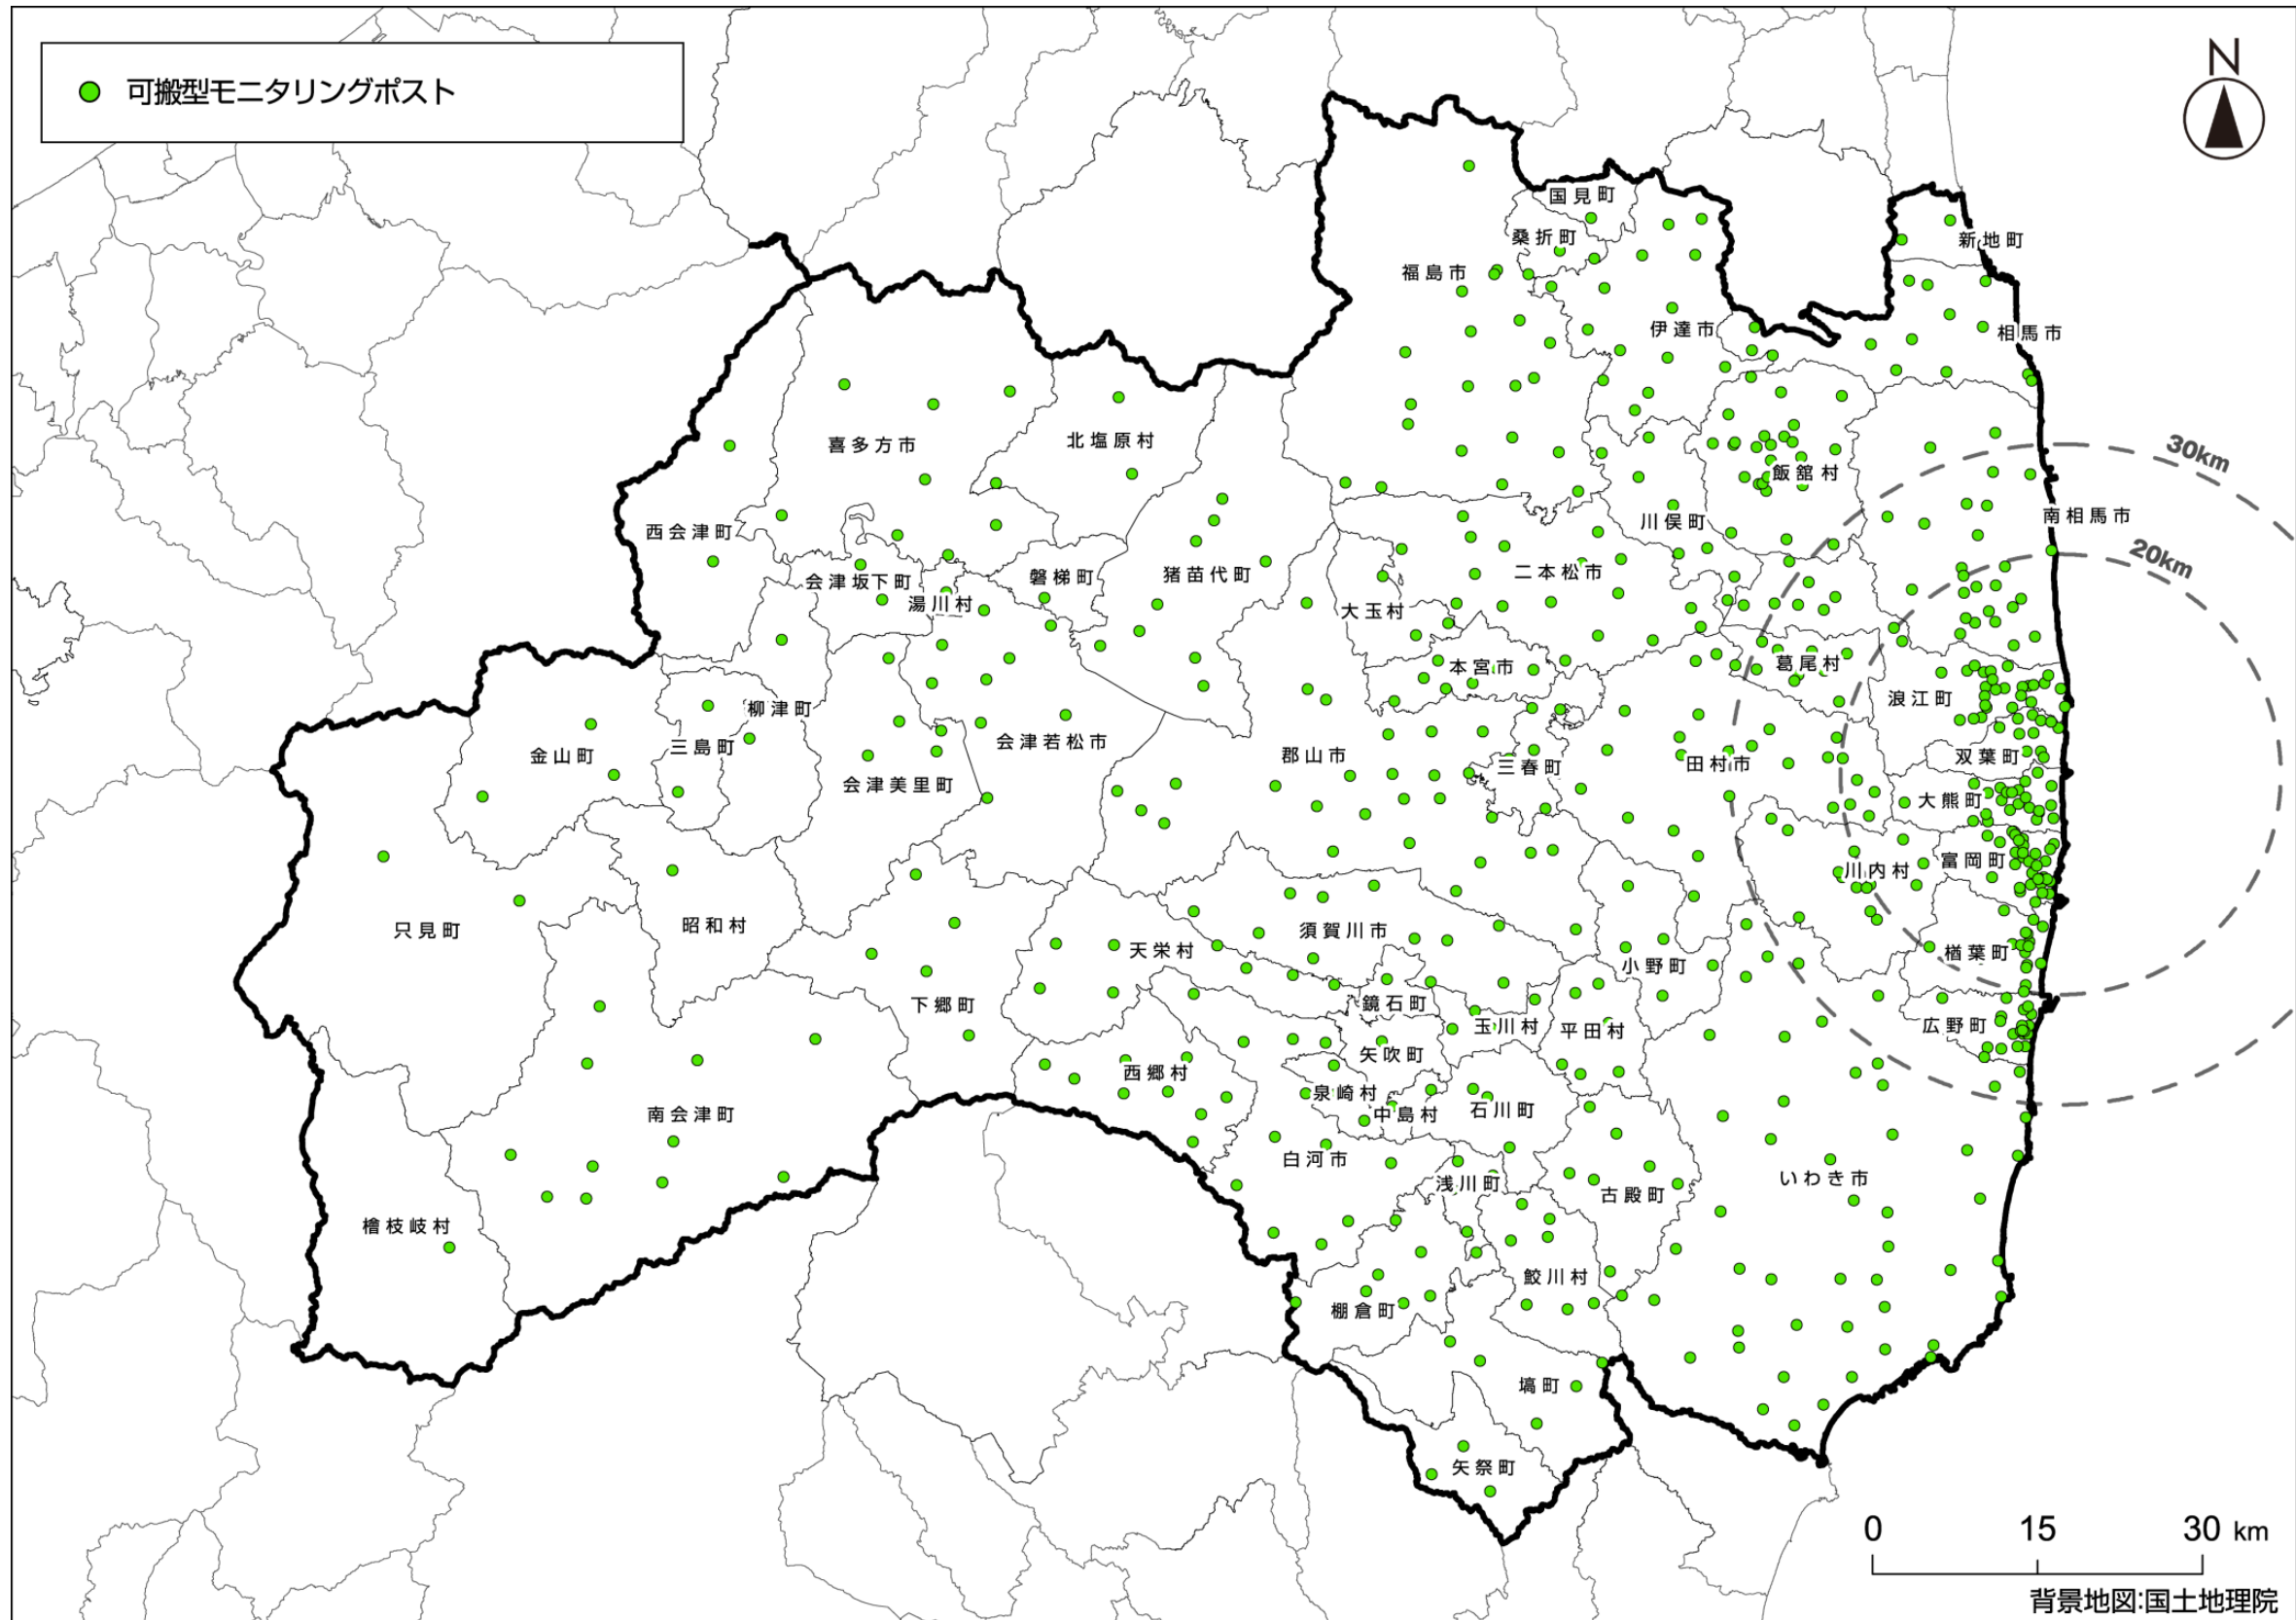 可搬型モニタリングポスト
N
国見町
桑折町
新地町
福島市
伊達市
相馬市
喜多方市
北塩原村
30km
飯舘村
南相馬市
川俣町
西会津町
20km
会津坂下町
磐梯町
猪苗代町
二本松市
湯川村
大玉村
本宮市
葛尾村
浪江町
柳津町
三島町
会津若松市
金山町
郡山市
双葉町
三春町
田村市
会津美里町
大熊町
富岡町
川内村
只見町
昭和村
須賀川市
天栄村
楢葉町
小野町
下郷町
鏡石町
玉川村
平田村
広野町
矢吹町
西郷村
泉崎村
中島村
石川町
南会津町
白河市
いわき市
浅川町
古殿町
檜枝岐村
鮫川村
棚倉町
塙町
矢祭町
0 15 30 km
背景地図:国土地理院